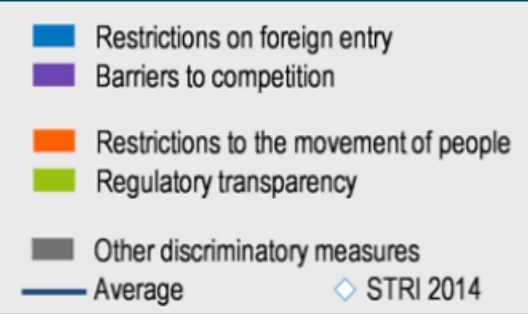 Restrictions on foreign entry
Barriers to competition
Restrictions to the movement of people
Regulatory transparency
Other discriminatory measures
Average STRI 2014